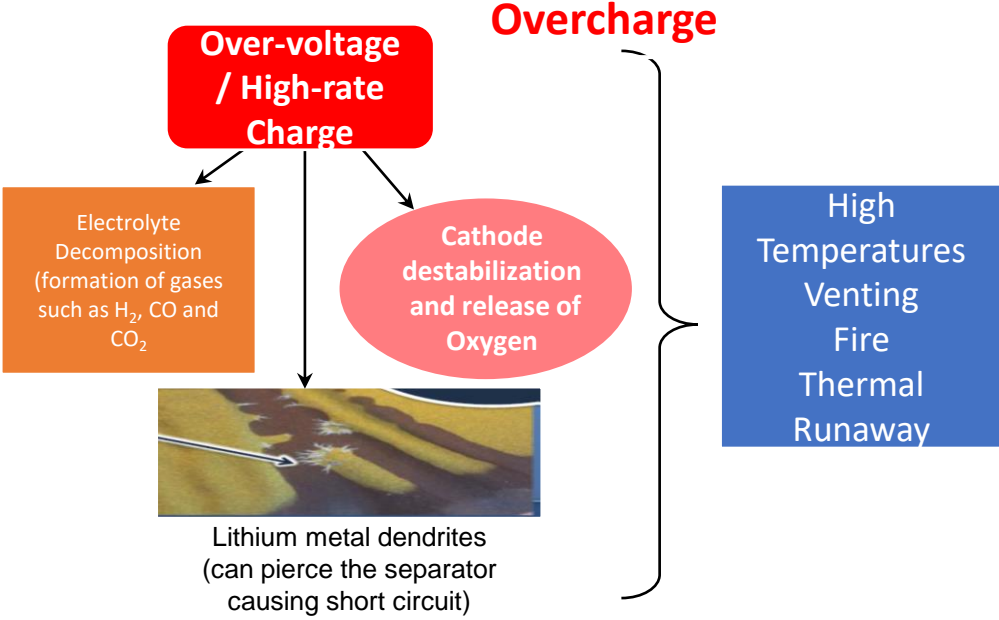 Overcharge
Over-voltage
/ High-rate
Charge
Electrolyte
Decomposition
(formation of gases
such as H₂, CO and
CO₂
Cathode
destabilization
and release of
Oxygen
Lithium metal dendrites
(can pierce the separator
causing short circuit)
High
Temperatures
Venting
Fire
Thermal
Runaway